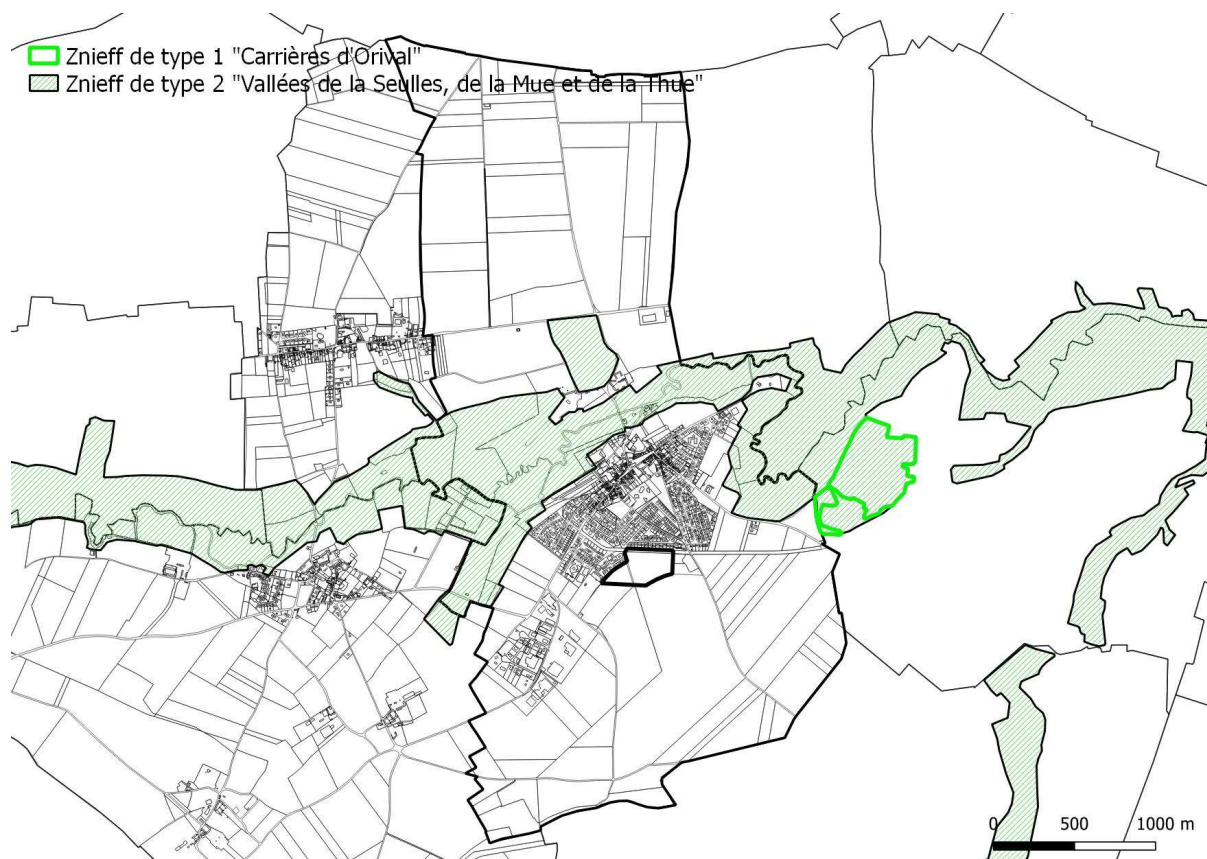 Znieff de type 1 "Carrières d'Orival"
Znieff de type 2 "Vallées de la Seulles, de la Mue et de la Thue"
0 500 1000 m